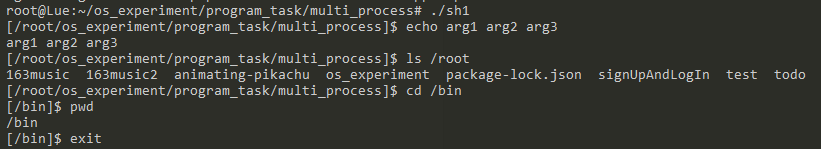 root@Lue:~/os_experiment/program_task/multi_process# ./sh1
[/root/os_experiment/program_task/multi_process]$ echo arg1 arg2 arg3
arg1 arg2 arg3
[/root/os_experiment/program_task/multi_process]$ ls /root
163music  163music2  animating-pikachu  os_experiment  package-lock.json  signUpAndLogIn  test  todo
[/root/os_experiment/program_task/multi_process]$ cd /bin
[/bin]$ pwd
/bin
[/bin]$ exit